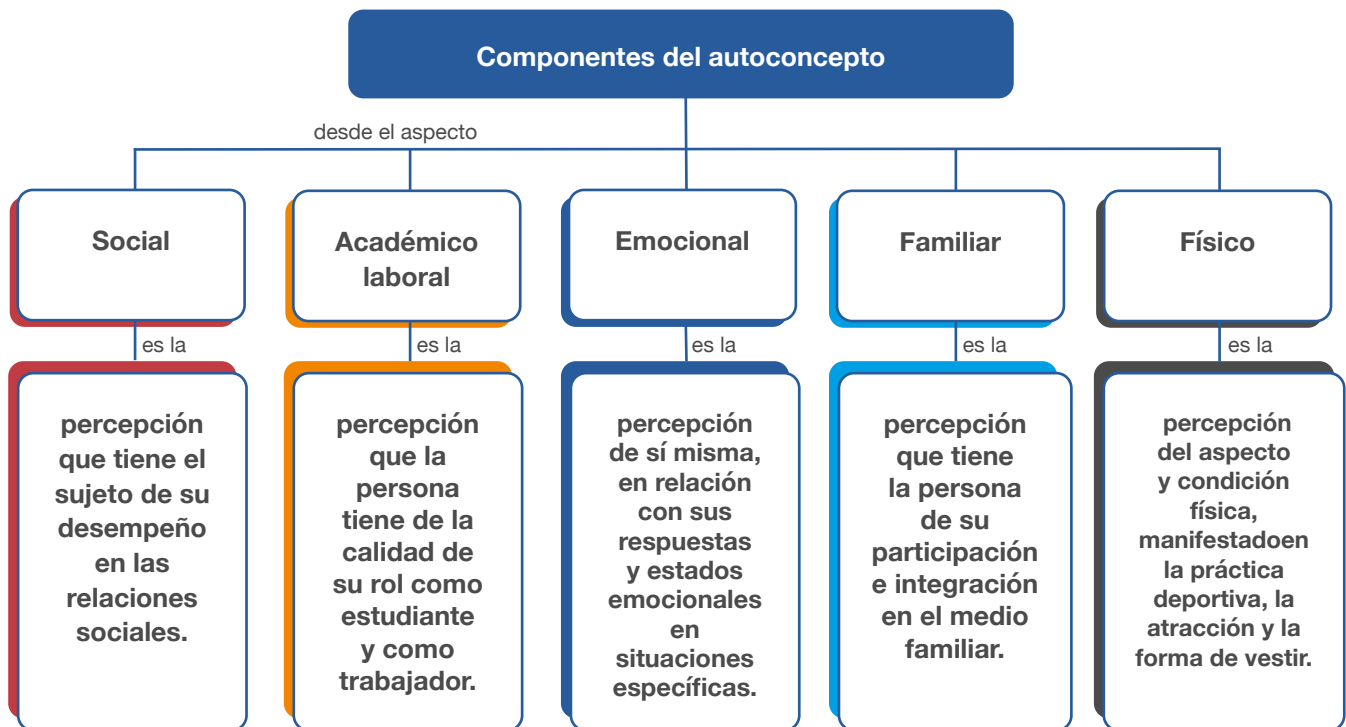 Componentes del autoconcepto
desde el aspecto
Social
Académico
laboral
Emocional
Familiar
Físico
es la
es la
es la
es la
es la
percepción
que tiene el
sujeto de su
desempeño
en las
relaciones
sociales.
percepción
que la
persona
tiene de la
calidad de
su rol como
estudiante
y como
trabajador.
percepción
de sí misma,
en relación
con sus
respuestas
y estados
emocionales
en
situaciones
específicas.
percepción
que tiene
la persona
de su
participación
e integración
en el medio
familiar.
percepción
del aspecto
y condición
física,
manifestadoen
la práctica
deportiva, la
atracción y la
forma de vestir.